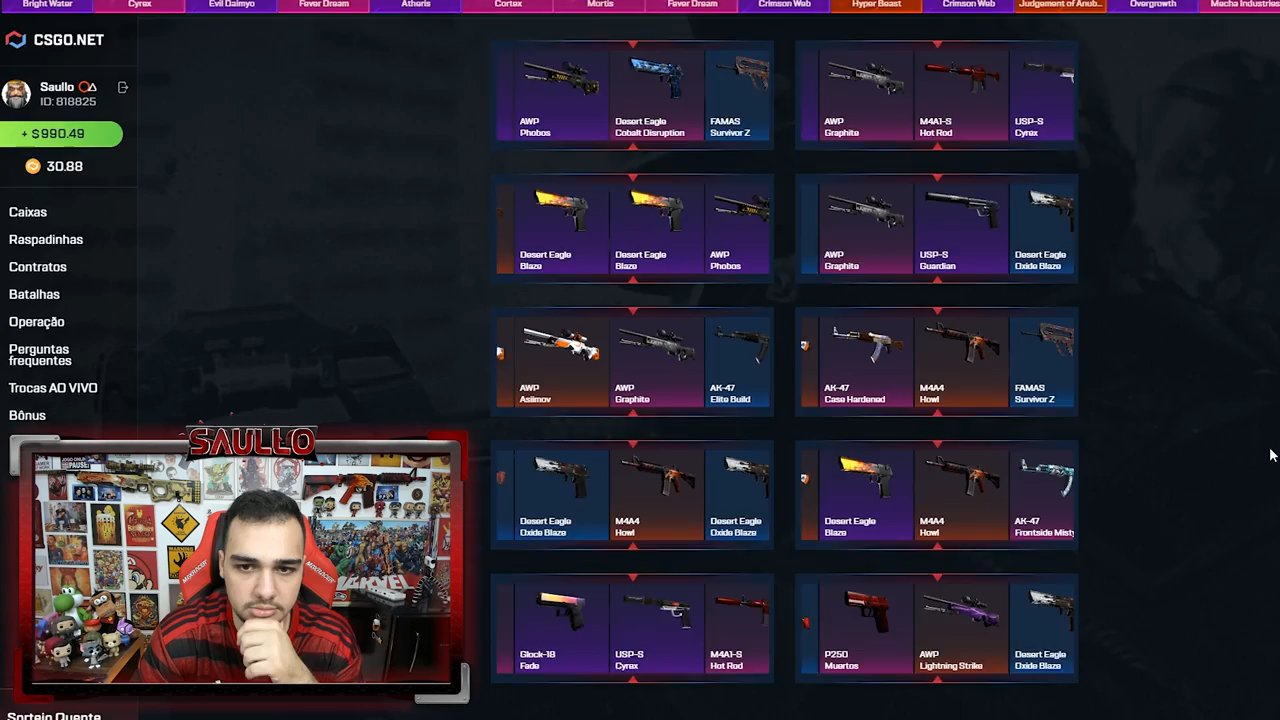 Bright Water
Cyrex
Evil Daimyo
Fever Dream
Atheris
Cortex
Mortis
Fever Dream
Crimson Web
Hyper Beast
Crimson Web
Judgement of Anub...
Overgrowth
Mecha Industries
CSGO.NET
Saullo
ID: 818825
+ $990.49
30.88
Caixas
Raspadinhas
Contratos
Batalhas
Operação
Perguntas
frequentes
Trocas AO VIVO
Bônus
Sorteio Quente
AWP
Phobos
Desert Eagle
Cobalt Disruption
FAMAS
Survivor Z
AWP
Graphite
M4A1-S
Hot Rod
USP-S
Cyrex
Desert Eagle
Blaze
Desert Eagle
Blaze
AWP
Phobos
AWP
Graphite
USP-S
Guardian
Desert Eagle
Oxide Blaze
AWP
Asiimov
AWP
Graphite
AK-47
Elite Build
AK-47
Case Hardened
M4A4
Howl
FAMAS
Survivor Z
Desert Eagle
Oxide Blaze
M4A4
Howl
Desert Eagle
Oxide Blaze
Desert Eagle
Blaze
M4A4
Howl
AK-47
Frontside Misty
Glock-18
Fade
USP-S
Cyrex
M4A1-S
Hot Rod
P250
Muertos
AWP
Lightning Strike
Desert Eagle
Oxide Blaze
SAULLO
PAUSE
WARNING
MARVEL